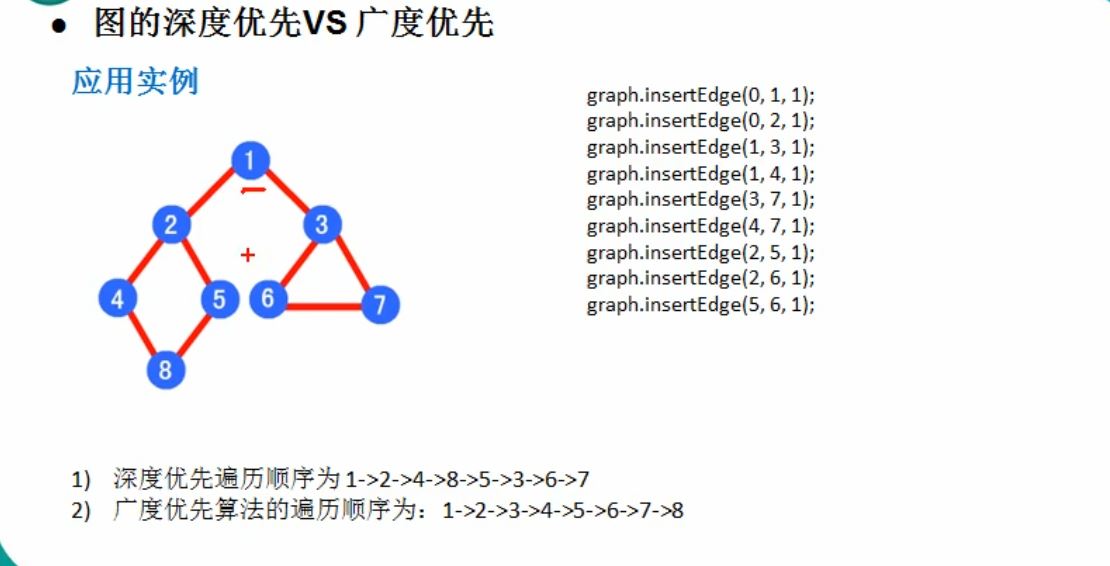 ● 图的深度优先VS 广度优先
应用实例
graph.insertEdge(0, 1, 1);
graph.insertEdge(0, 2, 1);
graph.insertEdge(1, 3, 1);
graph.insertEdge(1, 4, 1);
graph.insertEdge(3, 7, 1);
graph.insertEdge(4, 7, 1);
graph.insertEdge(2, 5, 1);
graph.insertEdge(2, 6, 1);
graph.insertEdge(5, 6, 1);
1
2 3
+
4 5 6 7
8
1) 深度优先遍历顺序为 1->2->4->8->5->3->6->7
2) 广度优先算法的遍历顺序为：1->2->3->4->5->6->7->8